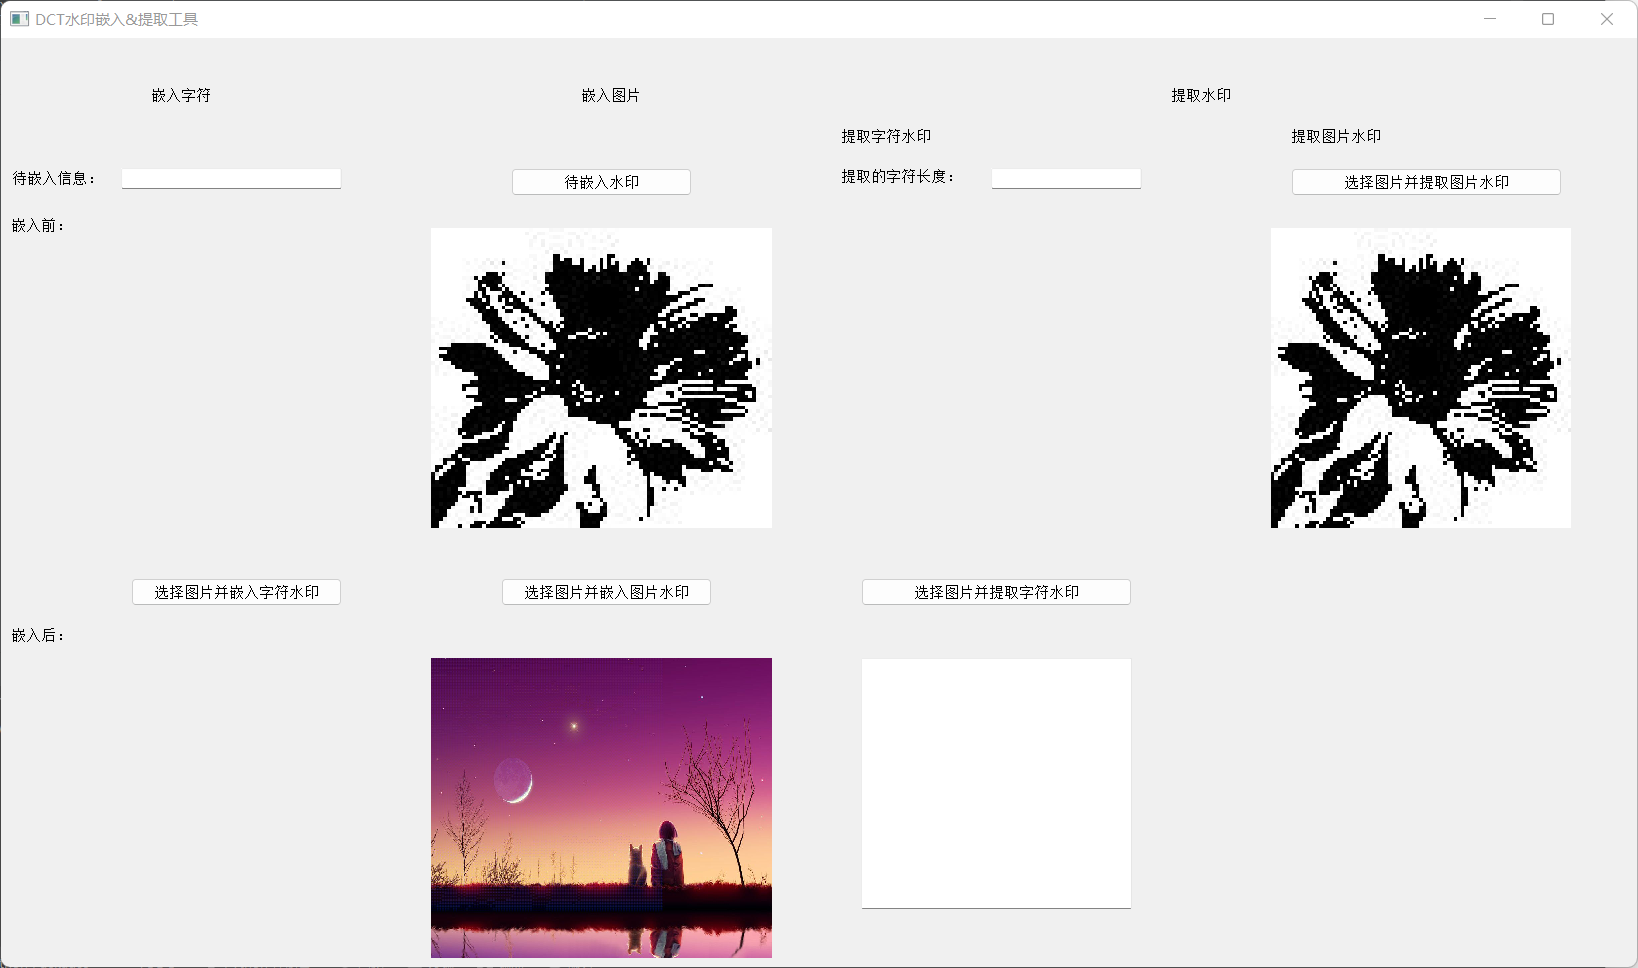 DCT水印嵌入&提取工具
嵌入字符
嵌入图片
提取水印
提取字符水印
提取图片水印
待嵌入信息：
待嵌入水印
提取的字符长度：
选择图片并提取图片水印
嵌入前：
选择图片并嵌入字符水印
选择图片并嵌入图片水印
选择图片并提取字符水印
嵌入后：